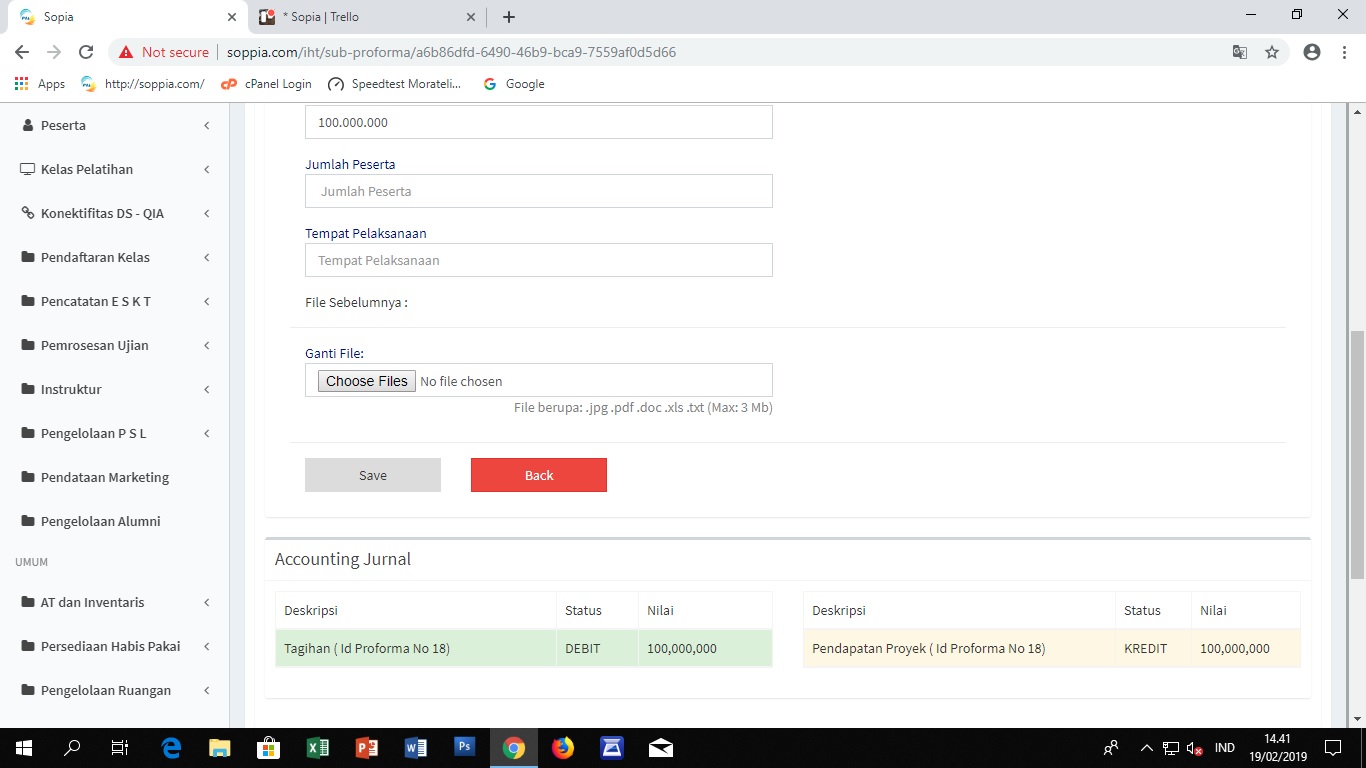 Sopia
* Sopia | Trello
Not secure | soppia.com/iht/sub-proforma/a6b86dfd-6490-46b9-bca9-7559af0d5d66
Apps http://soppia.com/ cPanel Login Speedtest Morateli... Google
Peserta
Kelas Pelatihan
Konektifitas DS - QIA
Pendaftaran Kelas
Pencatatan E S K T
Pemrosesan Ujian
Instruktur
Pengelolaan P S L
Pendataan Marketing
Pengelolaan Alumni
UMUM
AT dan Inventaris
Persediaan Habis Pakai
Pengelolaan Ruangan
100.000.000
Jumlah Peserta
Jumlah Peserta
Tempat Pelaksanaan
Tempat Pelaksanaan
File Sebelumnya :
Ganti File:
Choose Files No file chosen
File berupa: .jpg .pdf .doc .xls .txt (Max: 3 Mb)
Save Back
Accounting Jurnal
Deskripsi Status Nilai
Tagihan ( Id Proforma No 18) DEBIT 100,000,000
Deskripsi Status Nilai
Pendapatan Proyek ( Id Proforma No 18) KREDIT 100,000,000
IND
14.41
19/02/2019